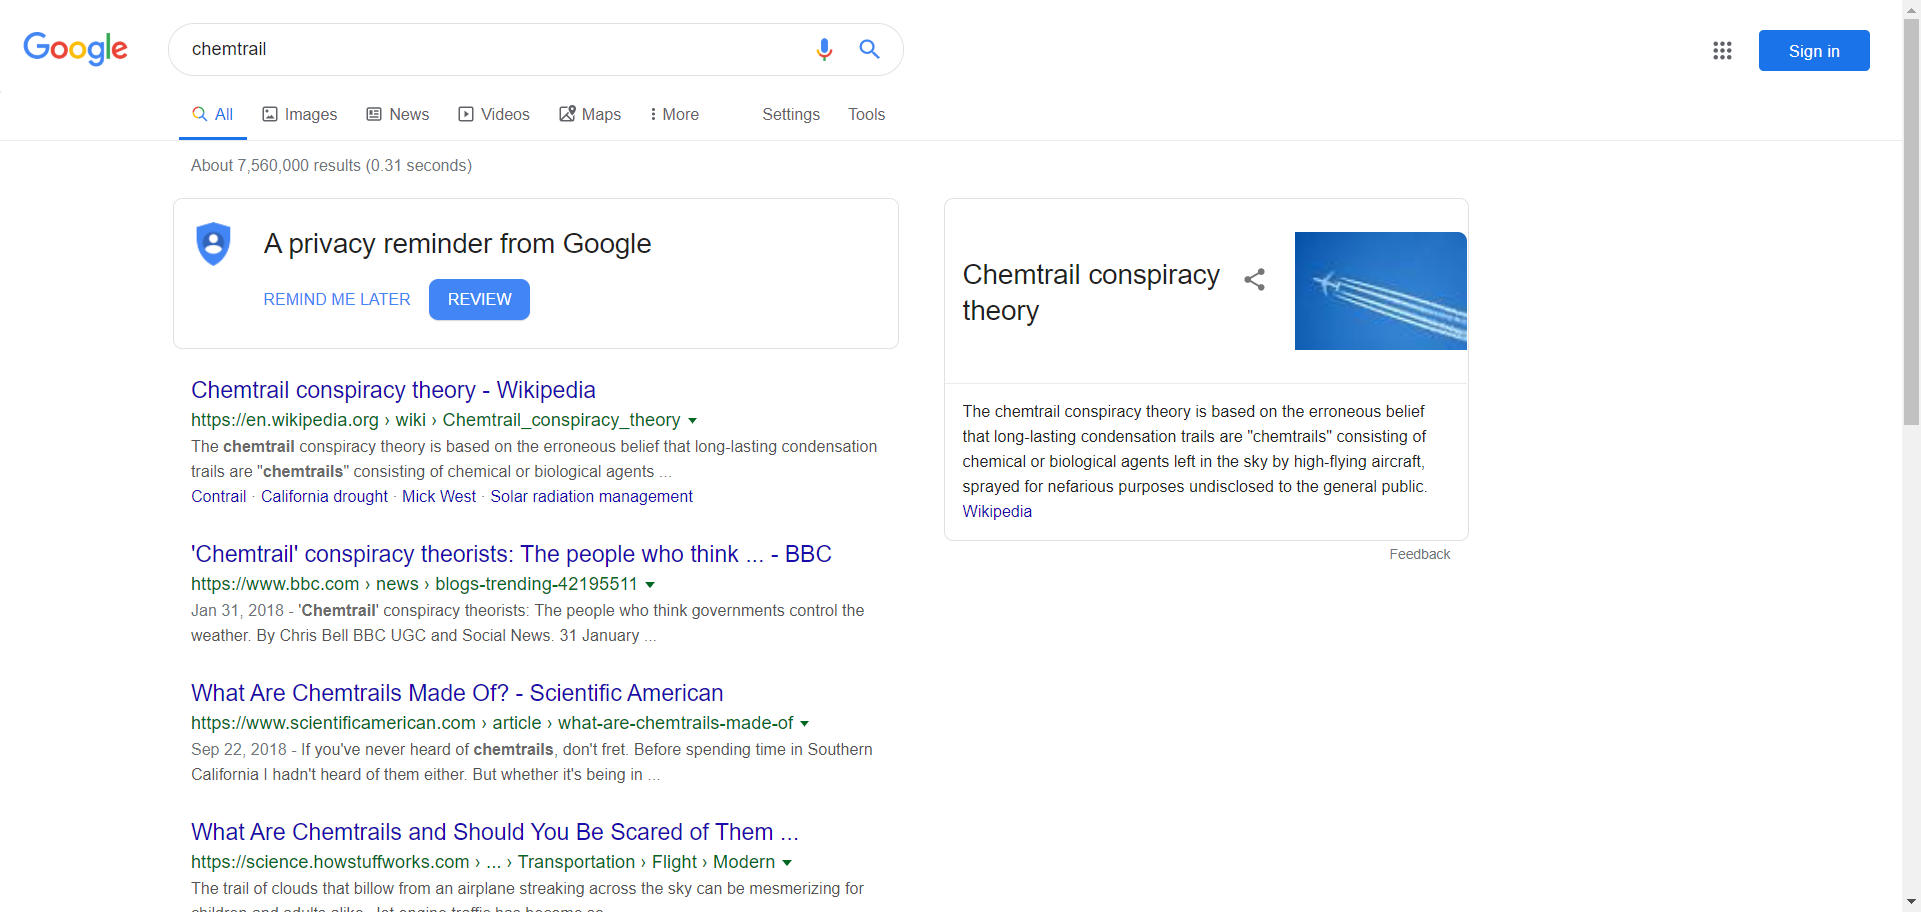 Google
chemtrail
Sign in
All Images News Videos Maps More Settings Tools
About 7,560,000 results (0.31 seconds)
A privacy reminder from Google
REMIND ME LATER REVIEW
Chemtrail conspiracy theory - Wikipedia
https://en.wikipedia.org › wiki › Chemtrail_conspiracy_theory
The chemtrail conspiracy theory is based on the erroneous belief that long-lasting condensation
trails are "chemtrails" consisting of chemical or biological agents ...
Contrail · California drought · Mick West · Solar radiation management
'Chemtrail' conspiracy theorists: The people who think ... - BBC
https://www.bbc.com › news › blogs-trending-42195511
Jan 31, 2018 - 'Chemtrail' conspiracy theorists: The people who think governments control the
weather. By Chris Bell BBC UGC and Social News. 31 January ...
What Are Chemtrails Made Of? - Scientific American
https://www.scientificamerican.com › article › what-are-chemtrails-made-of
Sep 22, 2018 - If you've never heard of chemtrails, don't fret. Before spending time in Southern
California I hadn't heard of them either. But whether it's being in ...
What Are Chemtrails and Should You Be Scared of Them ...
https://science.howstuffworks.com › ... › Transportation › Flight › Modern
The trail of clouds that billow from an airplane streaking across the sky can be mesmerizing for
Chemtrail conspiracy
theory
The chemtrail conspiracy theory is based on the erroneous belief
that long-lasting condensation trails are "chemtrails" consisting of
chemical or biological agents left in the sky by high-flying aircraft,
sprayed for nefarious purposes undisclosed to the general public.
Wikipedia
Feedback